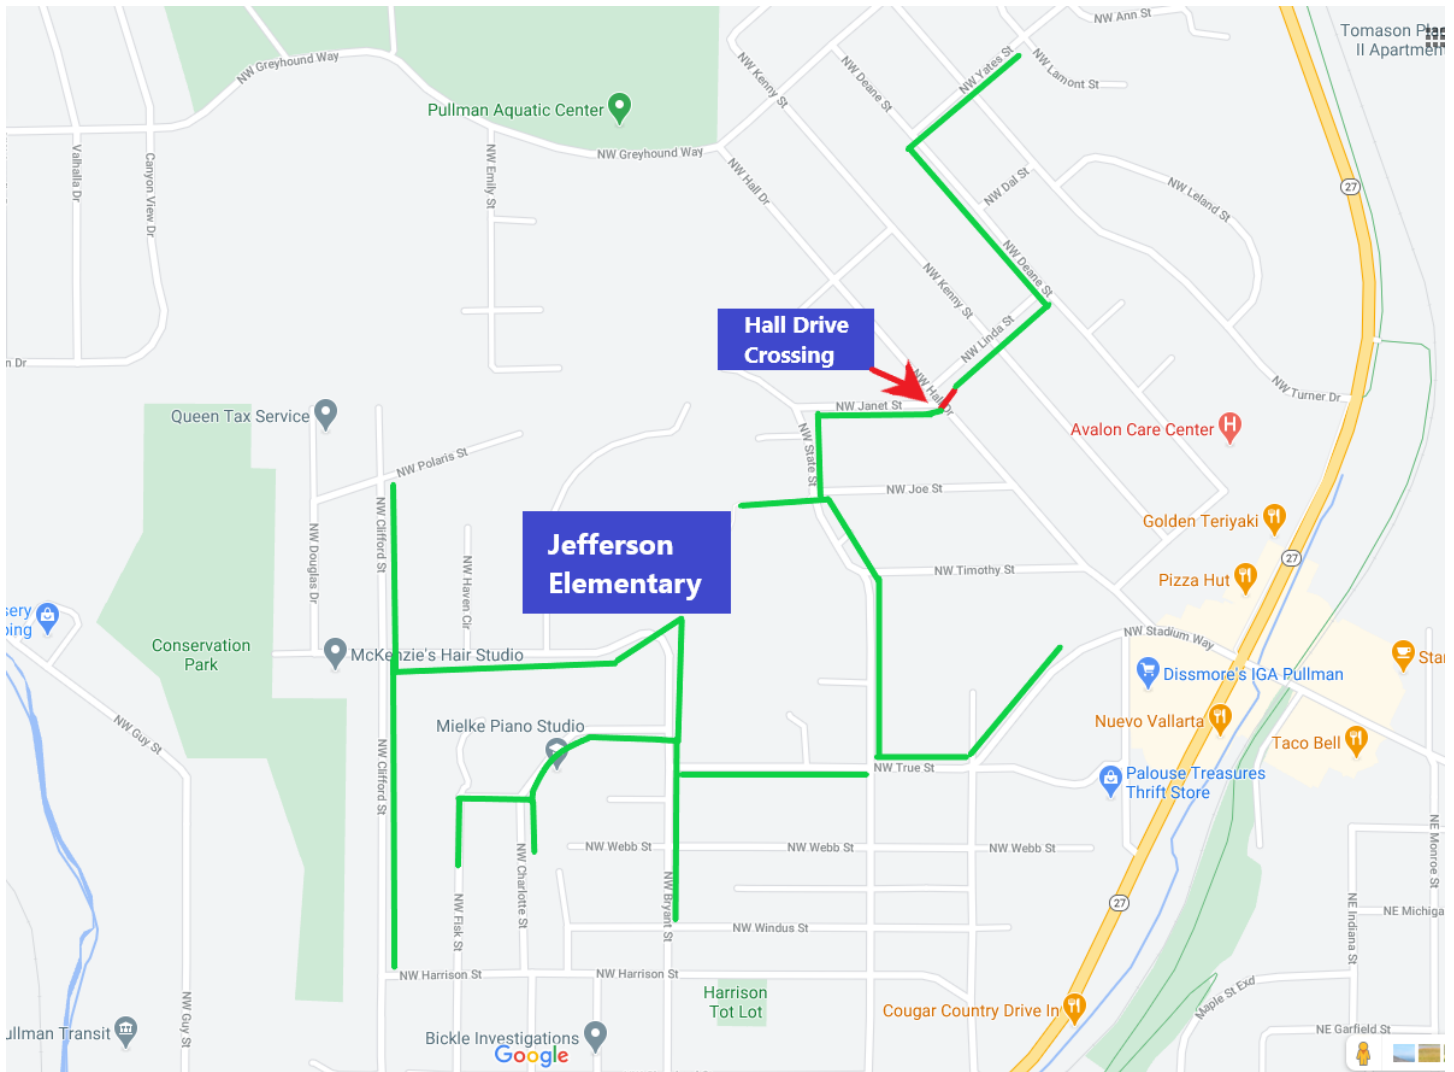 NW Ann St
Tomason Pla
II Apartmen
NW Greyhound Way
NW Kenny St
NW Deane St
NW Yates St
NW Lamont St
Pullman Aquatic Center
NW Greyhound Way
Valhalla Dr
Canyon View Dr
NW Emily St
NW Hall Dr
NW Dal St
NW Leland St
27
NW Deane St
NW Kenny St
Hall Drive
Crossing
NW Linda St
n Dr
NW Hall Dr
NW Turner Dr
NW Janet St
Queen Tax Service
Avalon Care Center
NW Polaris St
NW State St
NW Joe St
NW Clifford St
Golden Teriyaki
Jefferson
Elementary
NW Douglas Dr
NW Haven Cir
27
NW Timothy St
Pizza Hut
sery
ping
Conservation
Park
McKenzie's Hair Studio
NW Stadium Way
Star
Dissmore's IGA Pullman
NW Guy St
Mielke Piano Studio
Nuevo Vallarta
Taco Bell
NW Clifford St
NW True St
Palouse Treasures
Thrift Store
NW Webb St
NW Webb St
NW Webb St
NE Monroe St
NW Fisk St
NW Charlotte St
NW Bryant St
27
NE Indiana St
NE Michiga
NW Windus St
NW Harrison St
NW Harrison St
Harrison
Tot Lot
Maple St Exd
Cougar Country Drive In
NW Guy St
ullman Transit
Bickle Investigations
NE Garfield St
Google